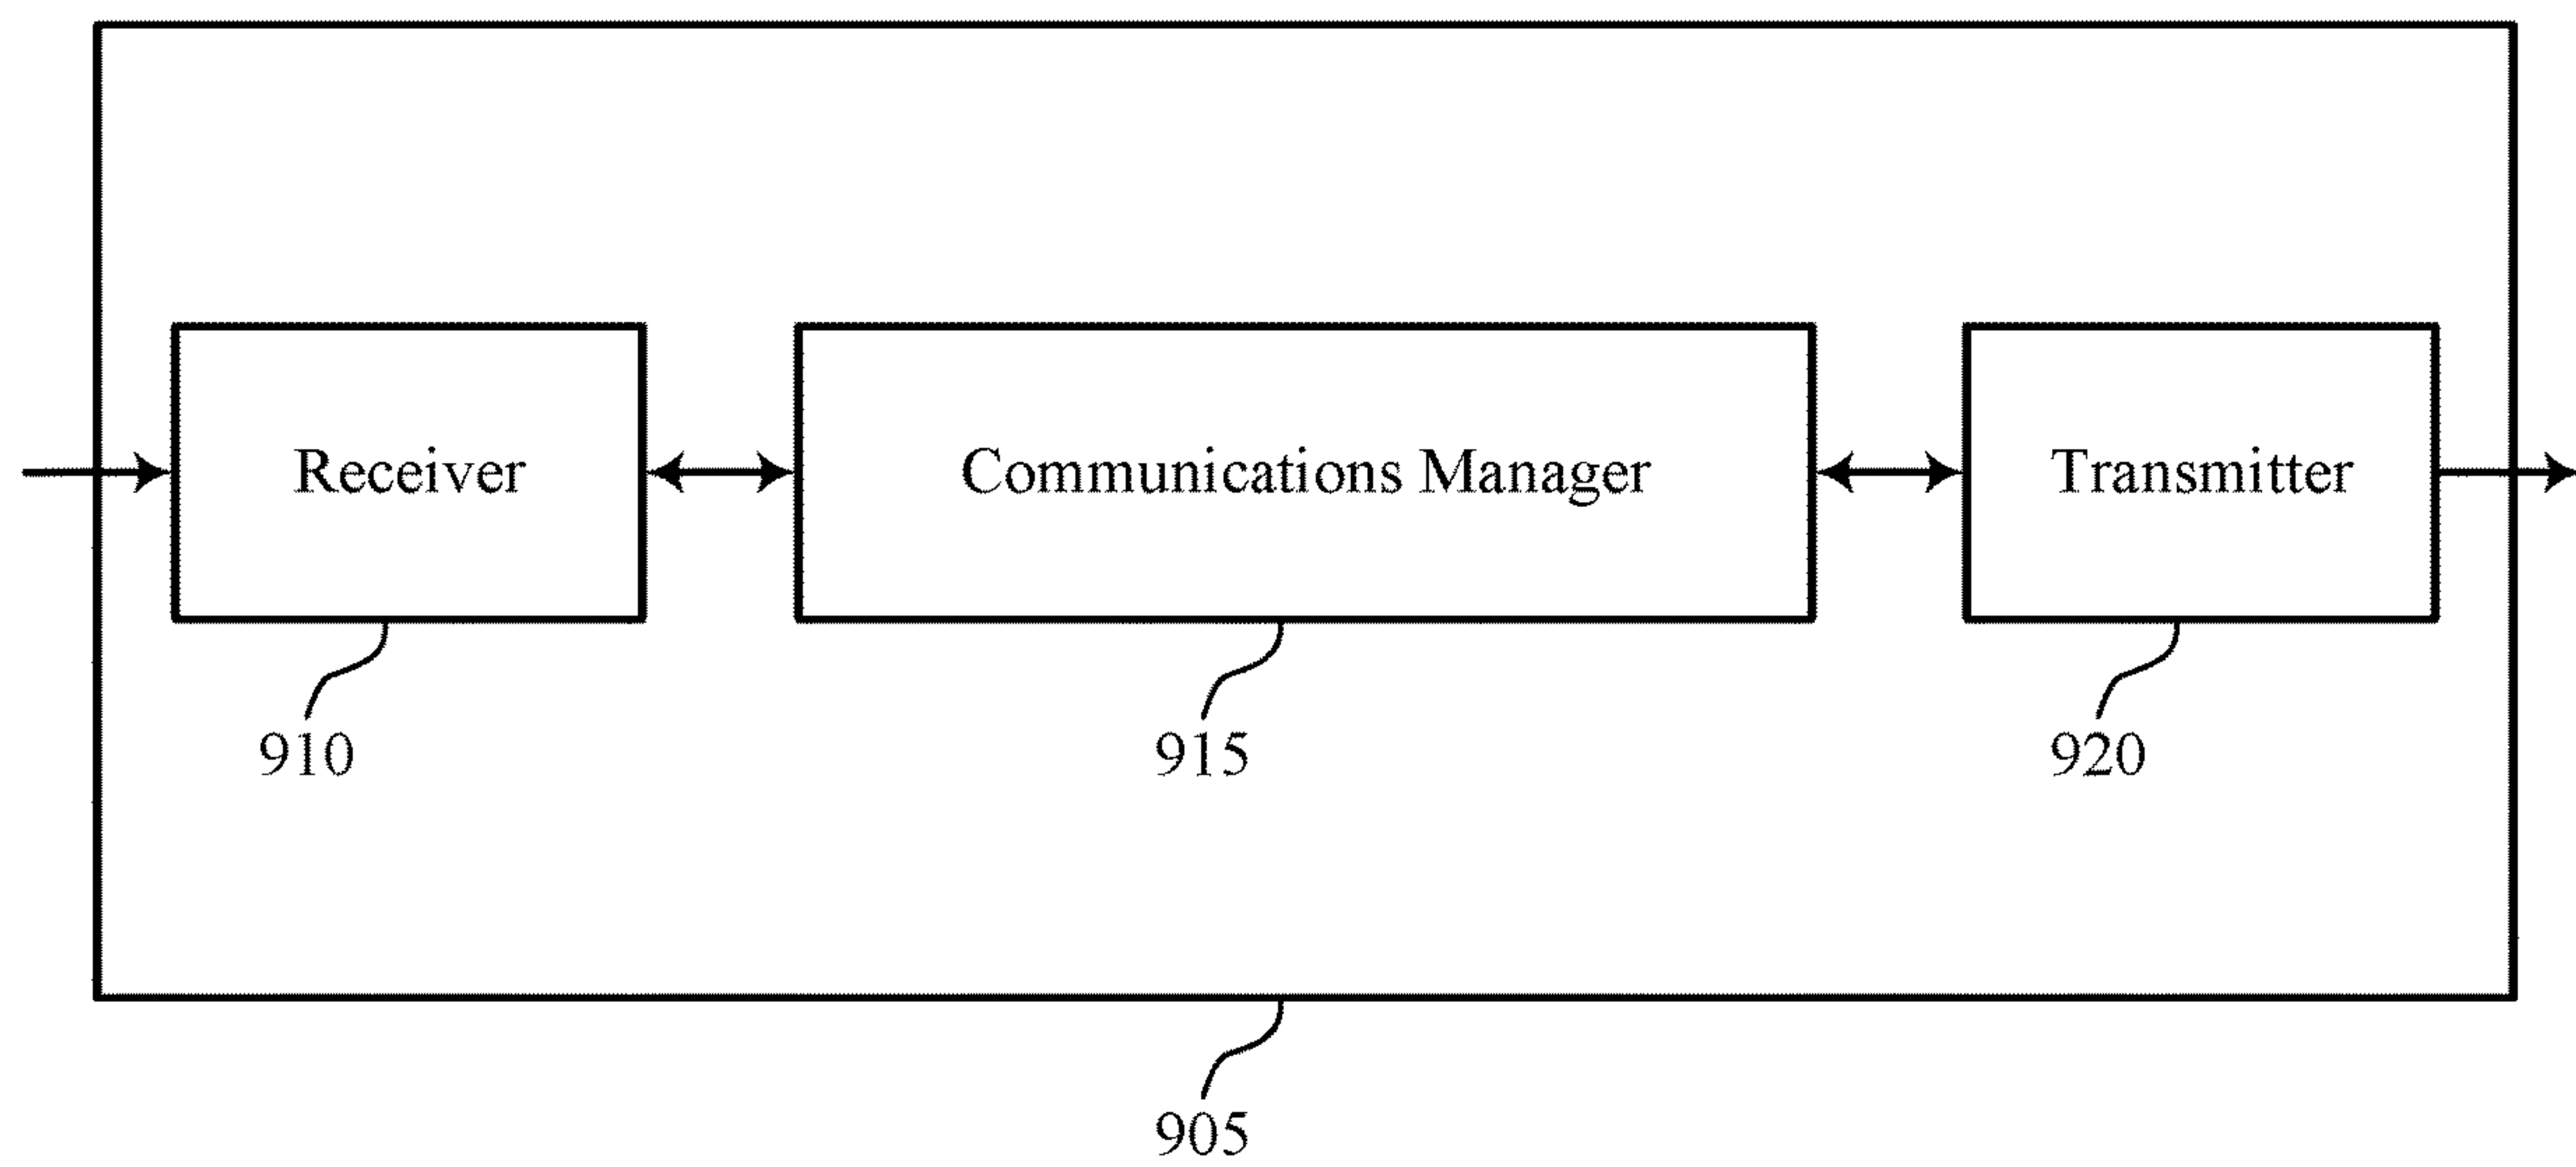 Receiver
Communications Manager
Transmitter
910
915
920
905